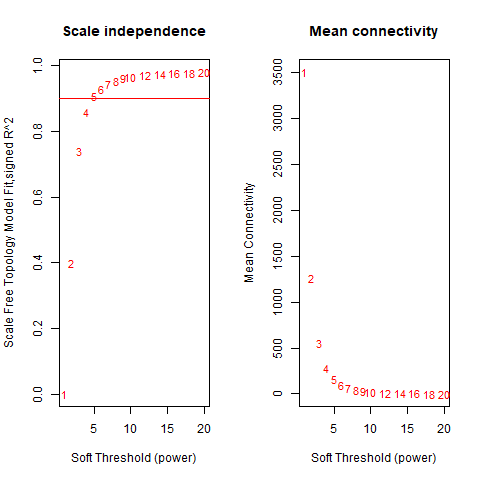 Scale independence
Scale Free Topology Model Fit,signed R^2
0.0 0.2 0.4 0.6 0.8 1.0
1 2 3 4 5 6 7 8 9 10 12 14 16 18 20
5 10 15 20
Soft Threshold (power)
Mean connectivity
Mean Connectivity
0 500 1000 1500 2000 2500 3000 3500
1 2 3 4 5 6 7 8 9 10 12 14 16 18 20
5 10 15 20
Soft Threshold (power)